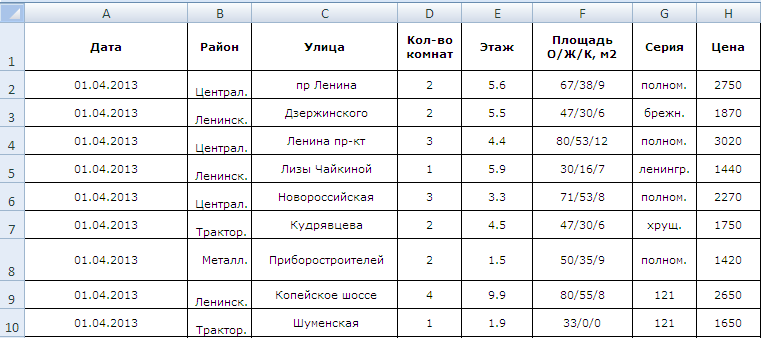 A B C D E F G H
1 Дата Район Улица Кол-во комнат Этаж Площадь О/Ж/К, м2 Серия Цена
2 01.04.2013 Централ. пр Ленина 2 5.6 67/38/9 полном. 2750
3 01.04.2013 Ленинск. Дзержинского 2 5.5 47/30/6 брежн. 1870
4 01.04.2013 Централ. Ленина пр-кт 3 4.4 80/53/12 полном. 3020
5 01.04.2013 Ленинск. Лизы Чайкиной 1 5.9 30/16/7 ленингр. 1440
6 01.04.2013 Централ. Новороссийская 3 3.3 71/53/8 полном. 2270
7 01.04.2013 Трактор. Кудрявцева 2 4.5 47/30/6 хрущ. 1750
8 01.04.2013 Металл. Приборостроителей 2 1.5 50/35/9 полном. 1420
9 01.04.2013 Ленинск. Копейское шоссе 4 9.9 80/55/8 121 2650
10 01.04.2013 Трактор. Шуменская 1 1.9 33/0/0 121 1650